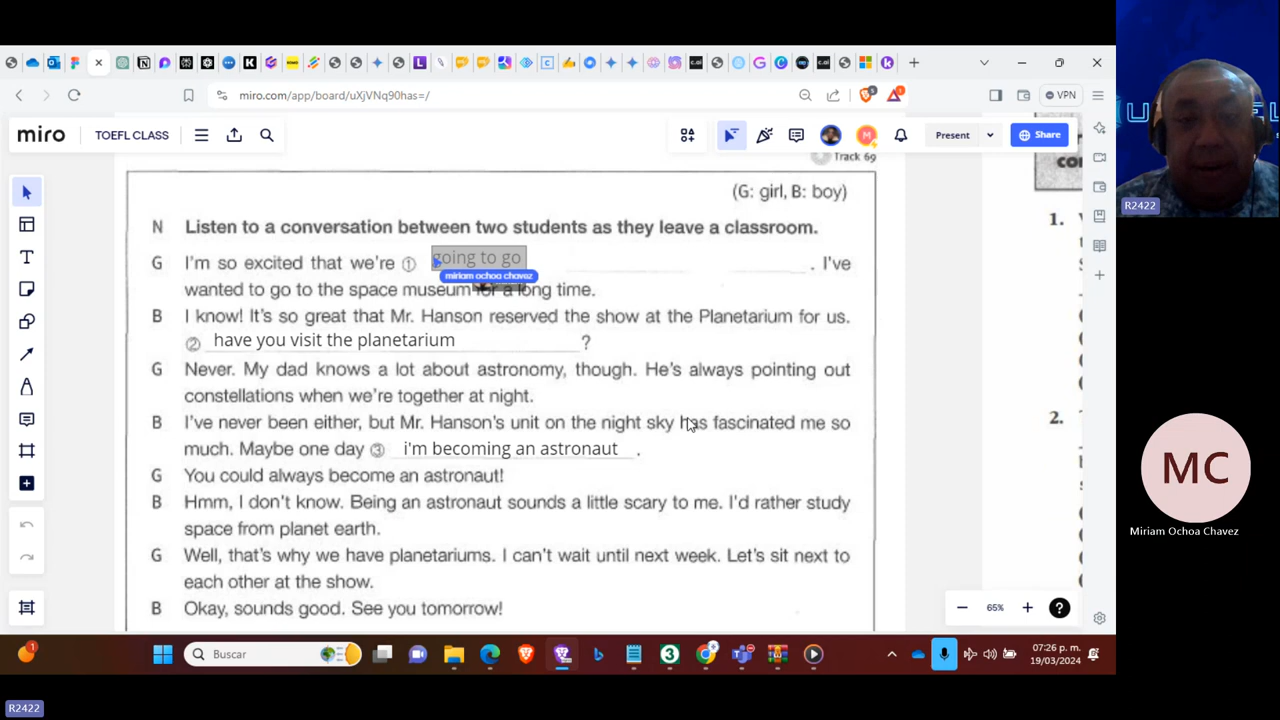 miro.com/app/board/uXjVNq90has=/
VPN
miro
TOEFL CLASS
Present
Share
Track 69
(G: girl, B: boy)
N Listen to a conversation between two students as they leave a classroom.
G I'm so excited that we're ① going to go . I've
miriam ochoa chavez
wanted to go to the space museum for a long time.
B I know! It's so great that Mr. Hanson reserved the show at the Planetarium for us.
② have you visit the planetarium ?
G Never. My dad knows a lot about astronomy, though. He's always pointing out
constellations when we're together at night.
B I've never been either, but Mr. Hanson's unit on the night sky has fascinated me so
much. Maybe one day ③ i'm becoming an astronaut .
G You could always become an astronaut!
B Hmm, I don't know. Being an astronaut sounds a little scary to me. I'd rather study
space from planet earth.
G Well, that's why we have planetariums. I can't wait until next week. Let's sit next to
each other at the show.
B Okay, sounds good. See you tomorrow!
1.
2.
65%
Buscar
07:26 p. m.
19/03/2024
R2422
MC
Miriam Ochoa Chavez
R2422